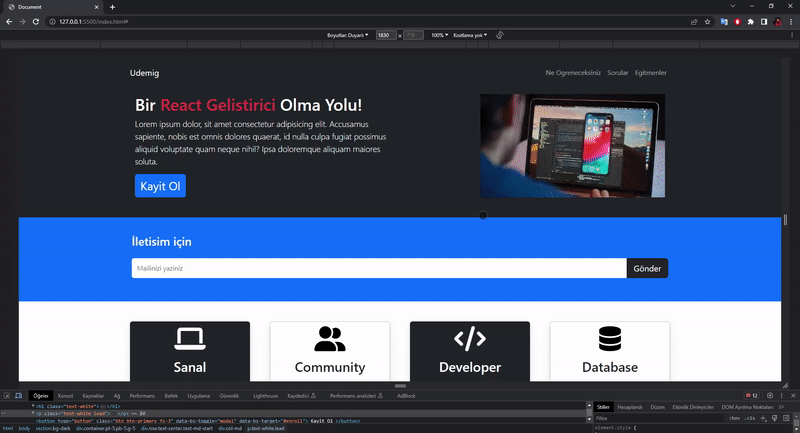 Document
127.0.0.1:5500/index.html#
Boyutlar: Duyarlı 1830 × 100% Kısıtlama yok
Udemig
Ne Ogreneceksiniz Sorular Egitmenler
Bir React Gelistirici Olma Yolu!
Lorem ipsum dolor, sit amet consectetur adipisicing elit. Accusamus
sapiente, nobis est omnis dolores quaerat, id nulla culpa fugiat possimus
aliquid voluptate quam neque nihil? Ipsa doloremque aliquam maiores
soluta.
Kayit Ol
İletisim için
Mailinizi yaziniz
Gönder
Sanal
Community
Developer
Database
Öğeler Konsol Kaynaklar Ağ Performans Bellek Uygulama Güvenlik Lighthouse Kaydedici Performans analizleri AdBlock 12
<h1 class="text-white"> </h1>
<p class="text-white lead"> </p> == $0
<button type="button" class="btn btn-primary fs-3" data-bs-toggle="modal" data-bs-target="#enroll"> Kayit Ol </button>
html body section.bg-dark div.container.pt-5.pb-5.g-5 div.row.text-center.text-md-start div.col-md p.text-white.lead
Stiller Hesaplandı Düzen Etkinlik Dinleyiciler DOM Ayrılma Noktaları
Filtre :hov .cls
element.style {